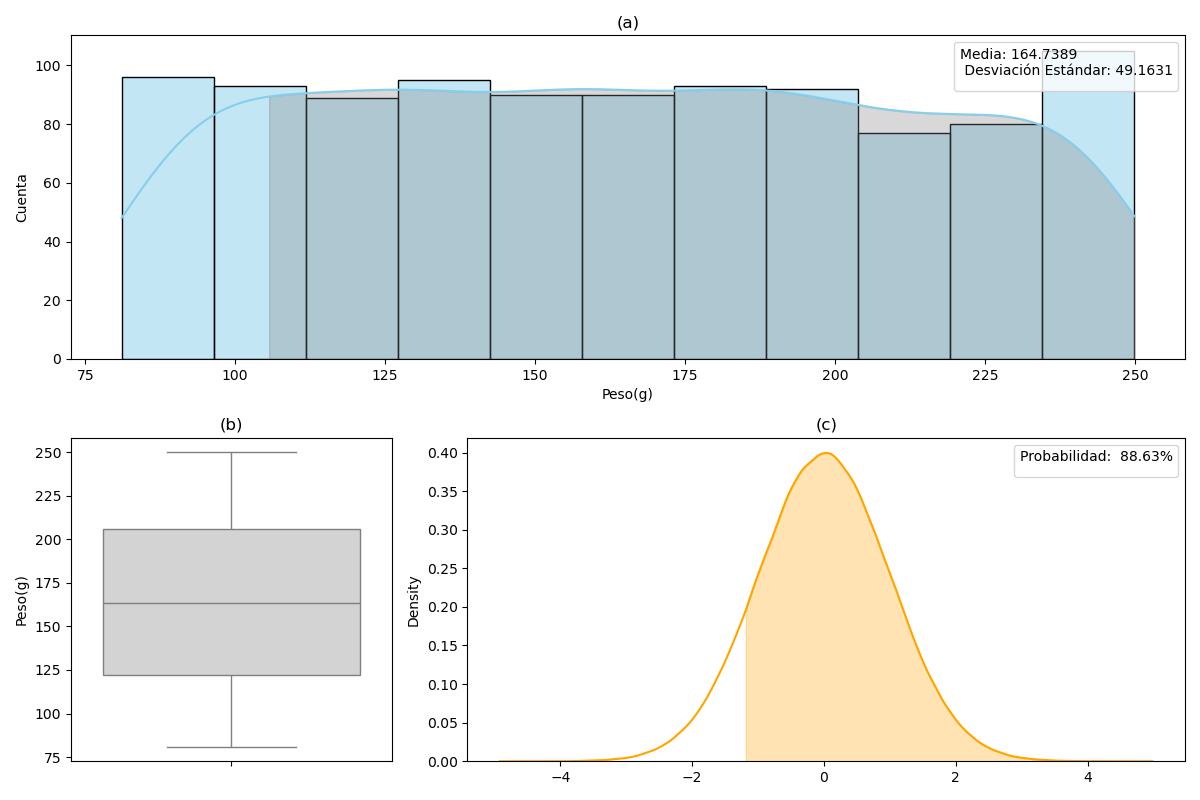 (a)
Media: 164.7389
Desviación Estándar: 49.1631
100
80
60
40
20
0
Cuenta
75 100 125 150 175 200 225 250
Peso(g)
(b)
250
225
200
175
150
125
100
75
Peso(g)
(c)
Probabilidad: 88.63%
0.40
0.35
0.30
0.25
0.20
0.15
0.10
0.05
0.00
Density
−4 −2 0 2 4